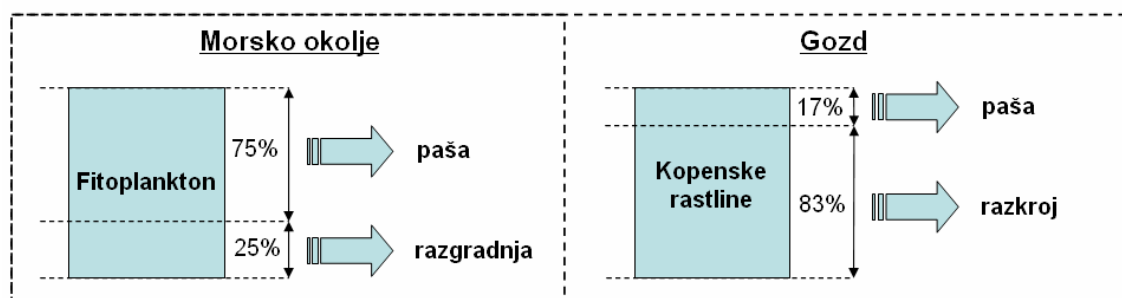 Morsko okolje
Fitoplankton
75%
paša
25%
razgradnja
Gozd
Kopenske
rastline
17%
paša
83%
razkroj